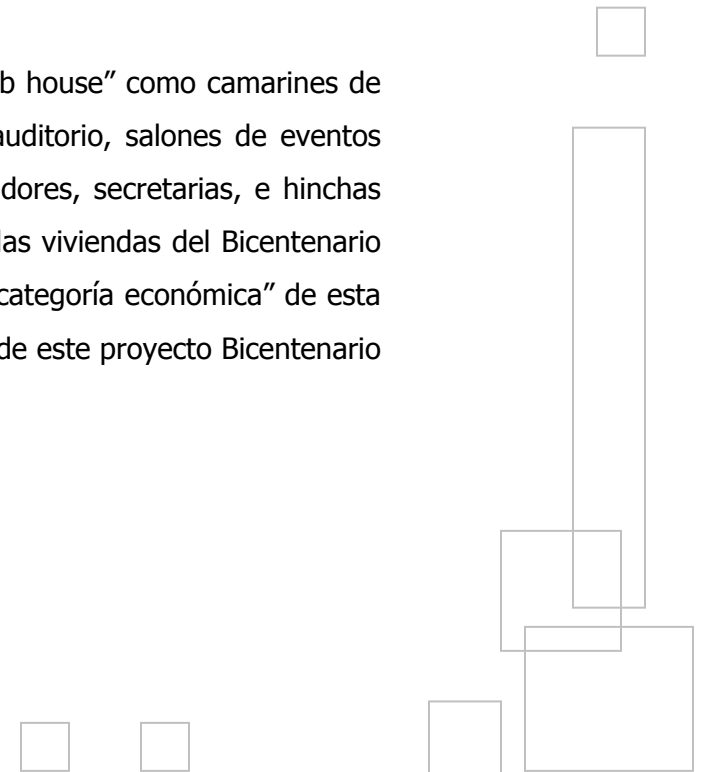 b house” como camarines de
auditorio, salones de eventos
dores, secretarias, e hinchas
las viviendas del Bicentenario
categoría económica” de esta
de este proyecto Bicentenario